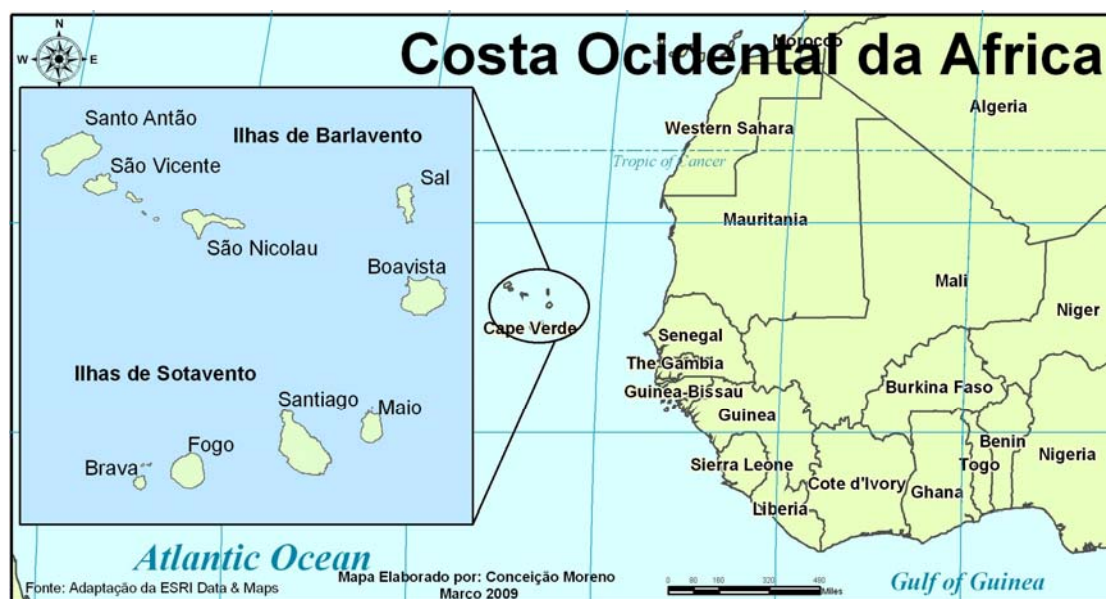 Costa Ocidental da Africa
N
W
E
S
Santo Antão
Ilhas de Barlavento
São Vicente
Sal
São Nicolau
Boavista
Ilhas de Sotavento
Santiago
Maio
Fogo
Brava
Cape Verde
Morocco
Algeria
Western Sahara
Tropic of Cancer
Mauritania
Mali
Niger
Senegal
The Gambia
Guinea-Bissau
Guinea
Burkina Faso
Benin
Nigeria
Sierra Leone
Cote d'Ivory
Togo
Ghana
Liberia
Atlantic Ocean
Gulf of Guinea
Fonte: Adaptação da ESRI Data & Maps
Mapa Elaborado por: Conceição Moreno
Março 2009
0 80 160 320 480
Miles